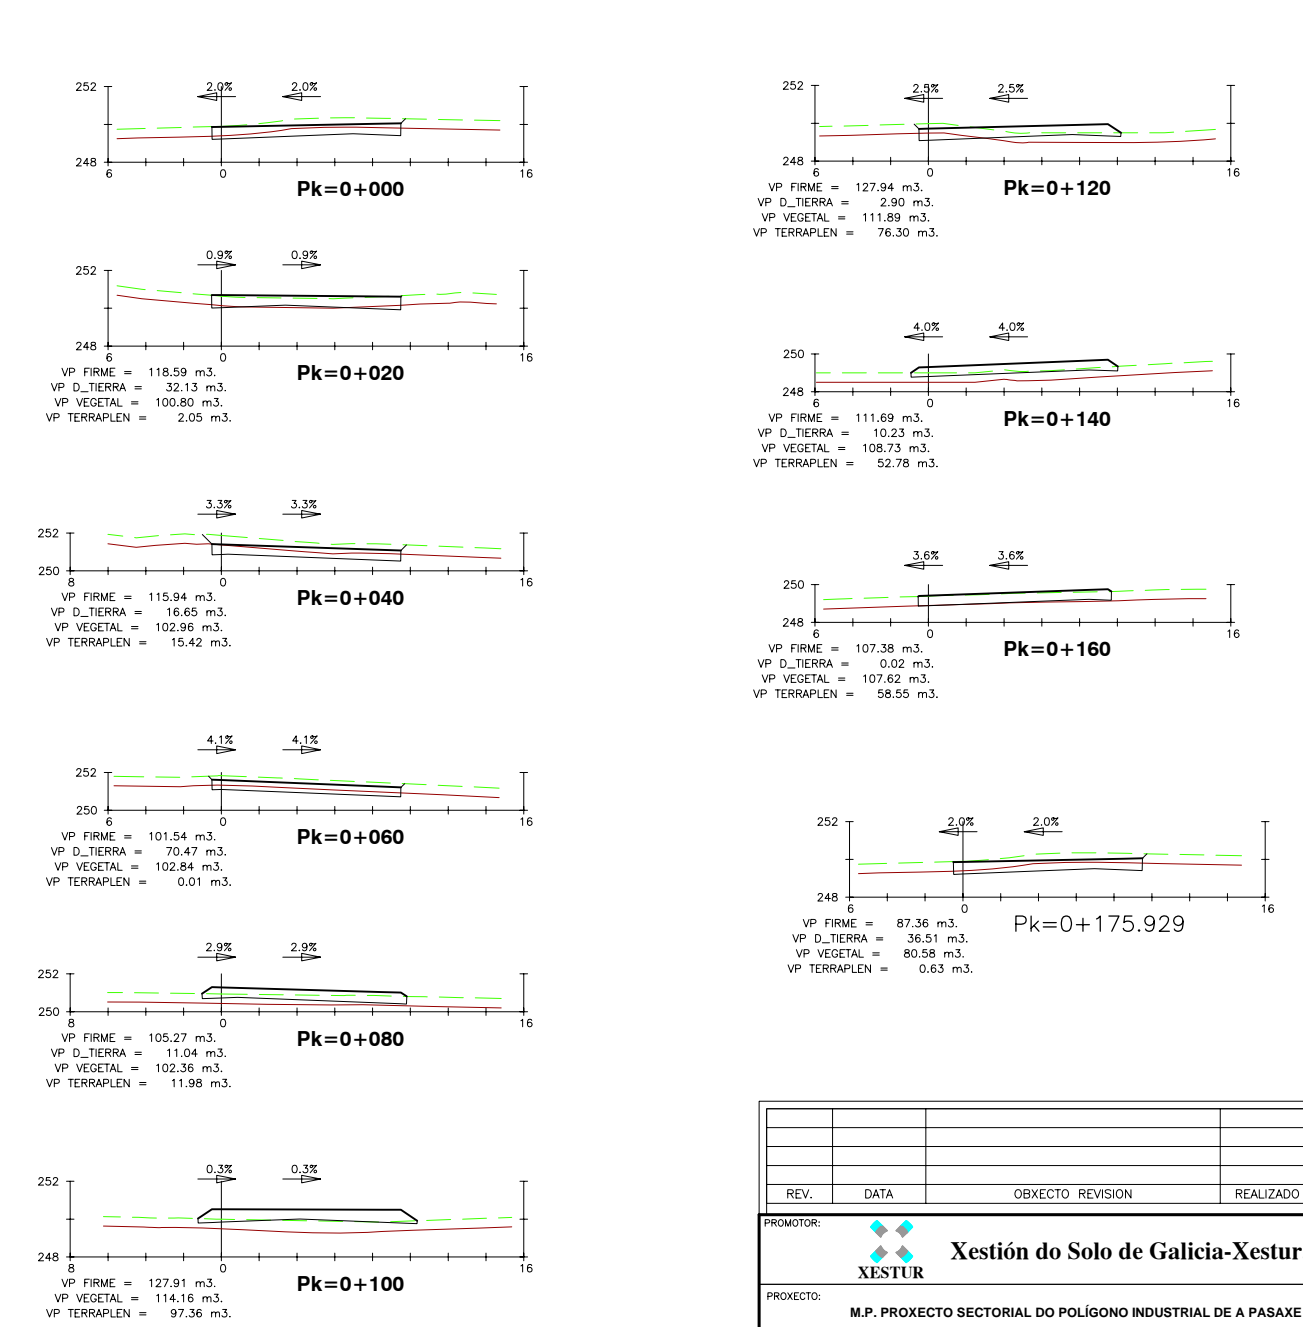 2.0% 2.0%
252
248
6 0 16
Pk=0+000
0.9% 0.9%
252
248
6 0 16
Pk=0+020
VP FIRME = 118.59 m3.
VP D_TIERRA = 32.13 m3.
VP VEGETAL = 100.80 m3.
VP TERRAPLEN = 2.05 m3.
3.3% 3.3%
252
250
8 0 16
Pk=0+040
VP FIRME = 115.94 m3.
VP D_TIERRA = 16.65 m3.
VP VEGETAL = 102.96 m3.
VP TERRAPLEN = 15.42 m3.
4.1% 4.1%
252
250
6 0 16
Pk=0+060
VP FIRME = 101.54 m3.
VP D_TIERRA = 70.47 m3.
VP VEGETAL = 102.84 m3.
VP TERRAPLEN = 0.01 m3.
2.9% 2.9%
252
250
8 0 16
Pk=0+080
VP FIRME = 105.27 m3.
VP D_TIERRA = 11.04 m3.
VP VEGETAL = 102.36 m3.
VP TERRAPLEN = 11.98 m3.
0.3% 0.3%
252
248
8 0 16
Pk=0+100
VP FIRME = 127.91 m3.
VP VEGETAL = 114.16 m3.
VP TERRAPLEN = 97.36 m3.
2.5% 2.5%
252
248
6 0 16
Pk=0+120
VP FIRME = 127.94 m3.
VP D_TIERRA = 2.90 m3.
VP VEGETAL = 111.89 m3.
VP TERRAPLEN = 76.30 m3.
4.0% 4.0%
250
248
6 0 16
Pk=0+140
VP FIRME = 111.69 m3.
VP D_TIERRA = 10.23 m3.
VP VEGETAL = 108.73 m3.
VP TERRAPLEN = 52.78 m3.
3.6% 3.6%
250
248
6 0 16
Pk=0+160
VP FIRME = 107.38 m3.
VP D_TIERRA = 0.02 m3.
VP VEGETAL = 107.62 m3.
VP TERRAPLEN = 58.55 m3.
2.0% 2.0%
252
248
6 0 16
Pk=0+175.929
VP FIRME = 87.36 m3.
VP D_TIERRA = 36.51 m3.
VP VEGETAL = 80.58 m3.
VP TERRAPLEN = 0.63 m3.
REV. DATA OBXECTO REVISION REALIZADO
PROMOTOR:
XESTUR
Xestión do Solo de Galicia-Xestur
PROXECTO:
M.P. PROXECTO SECTORIAL DO POLÍGONO INDUSTRIAL DE A PASAXE